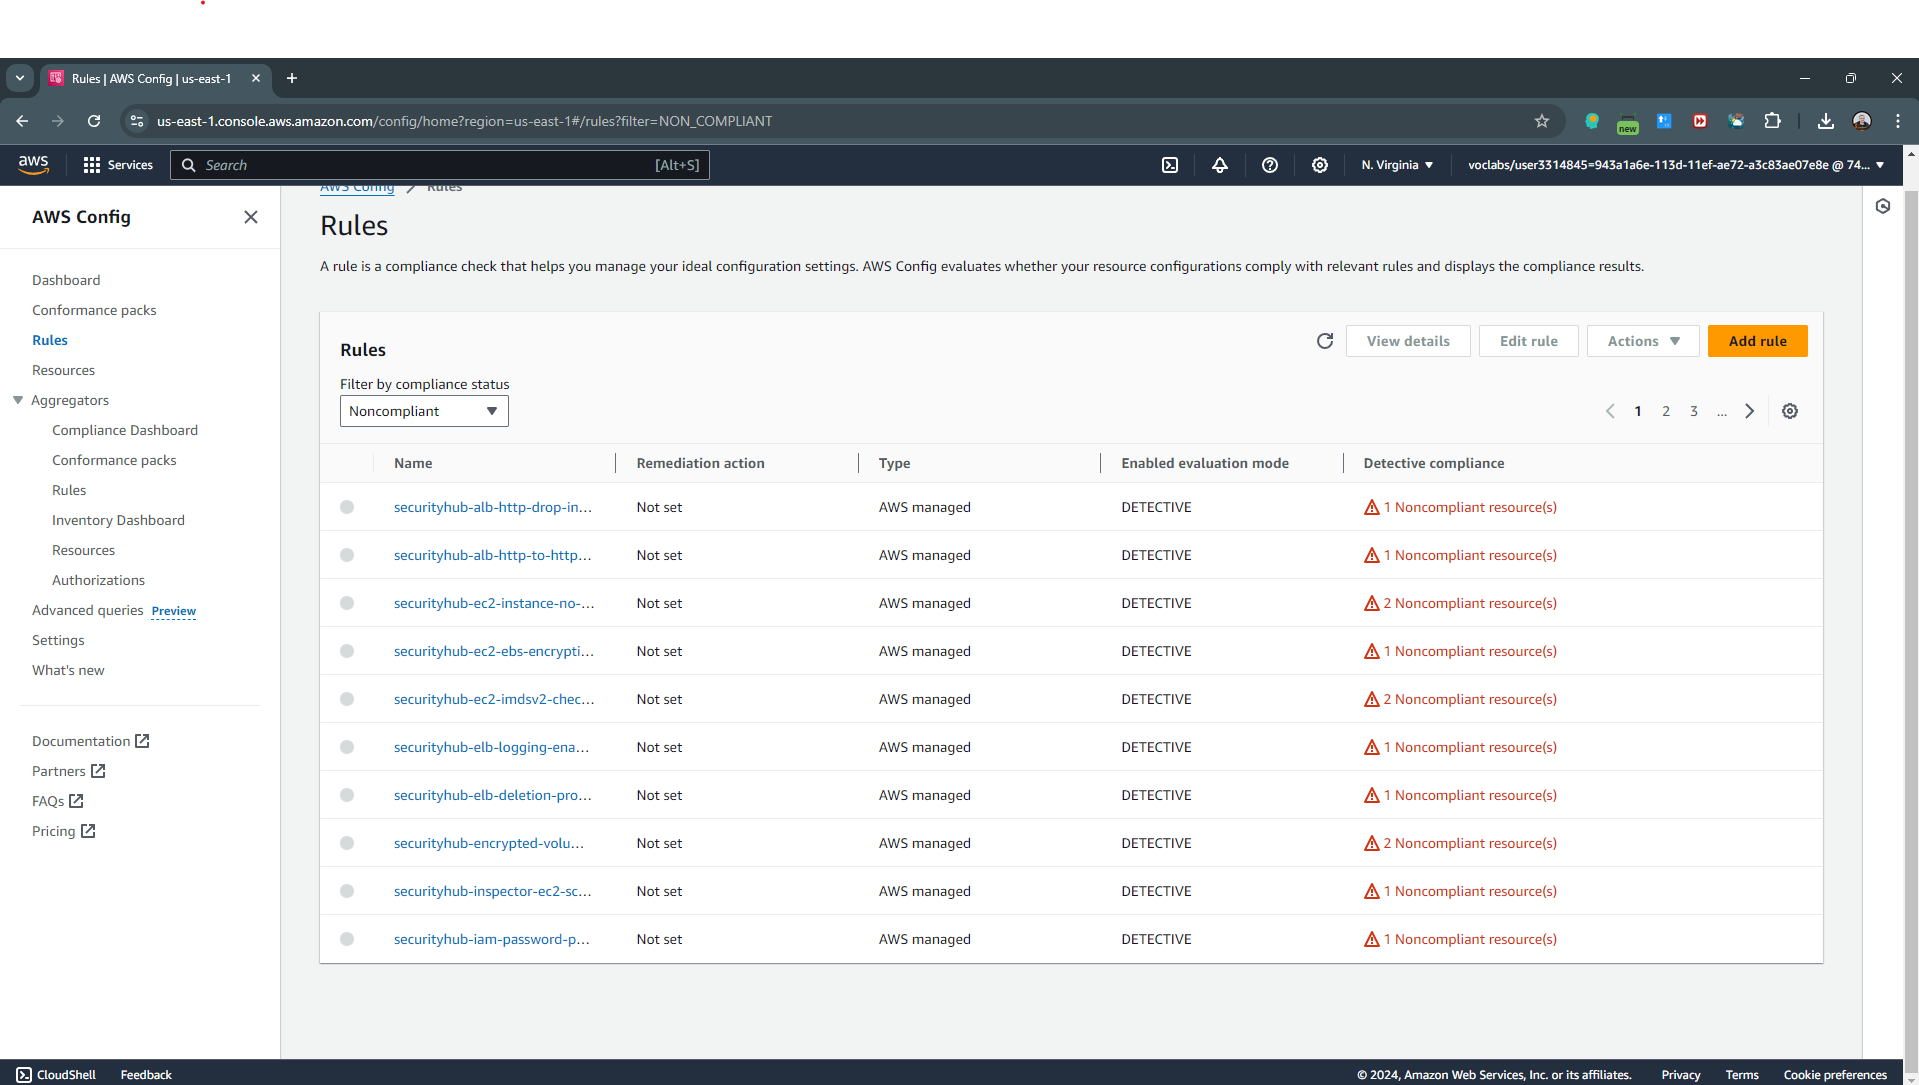 Rules | AWS Config | us-east-1
us-east-1.console.aws.amazon.com/config/home?region=us-east-1#/rules?filter=NON_COMPLIANT
new
aws
Services
Search
[Alt+S]
N. Virginia
voclabs/user3314845=943a1a6e-113d-11ef-ae72-a3c83ae07e8e @ 74...
AWS Config
Dashboard
Conformance packs
Rules
Resources
Aggregators
Compliance Dashboard
Conformance packs
Rules
Inventory Dashboard
Resources
Authorizations
Advanced queries Preview
Settings
What's new
Documentation
Partners
FAQs
Pricing
AWS Config > Rules
Rules
A rule is a compliance check that helps you manage your ideal configuration settings. AWS Config evaluates whether your resource configurations comply with relevant rules and displays the compliance results.
Rules
View details
Edit rule
Actions
Add rule
Filter by compliance status
Noncompliant
1 2 3 ...
Name Remediation action Type Enabled evaluation mode Detective compliance
securityhub-alb-http-drop-in... Not set AWS managed DETECTIVE 1 Noncompliant resource(s)
securityhub-alb-http-to-http... Not set AWS managed DETECTIVE 1 Noncompliant resource(s)
securityhub-ec2-instance-no-... Not set AWS managed DETECTIVE 2 Noncompliant resource(s)
securityhub-ec2-ebs-encrypti... Not set AWS managed DETECTIVE 1 Noncompliant resource(s)
securityhub-ec2-imdsv2-chec... Not set AWS managed DETECTIVE 2 Noncompliant resource(s)
securityhub-elb-logging-ena... Not set AWS managed DETECTIVE 1 Noncompliant resource(s)
securityhub-elb-deletion-pro... Not set AWS managed DETECTIVE 1 Noncompliant resource(s)
securityhub-encrypted-volu... Not set AWS managed DETECTIVE 2 Noncompliant resource(s)
securityhub-inspector-ec2-sc... Not set AWS managed DETECTIVE 1 Noncompliant resource(s)
securityhub-iam-password-p... Not set AWS managed DETECTIVE 1 Noncompliant resource(s)
CloudShell
Feedback
© 2024, Amazon Web Services, Inc. or its affiliates.
Privacy
Terms
Cookie preferences